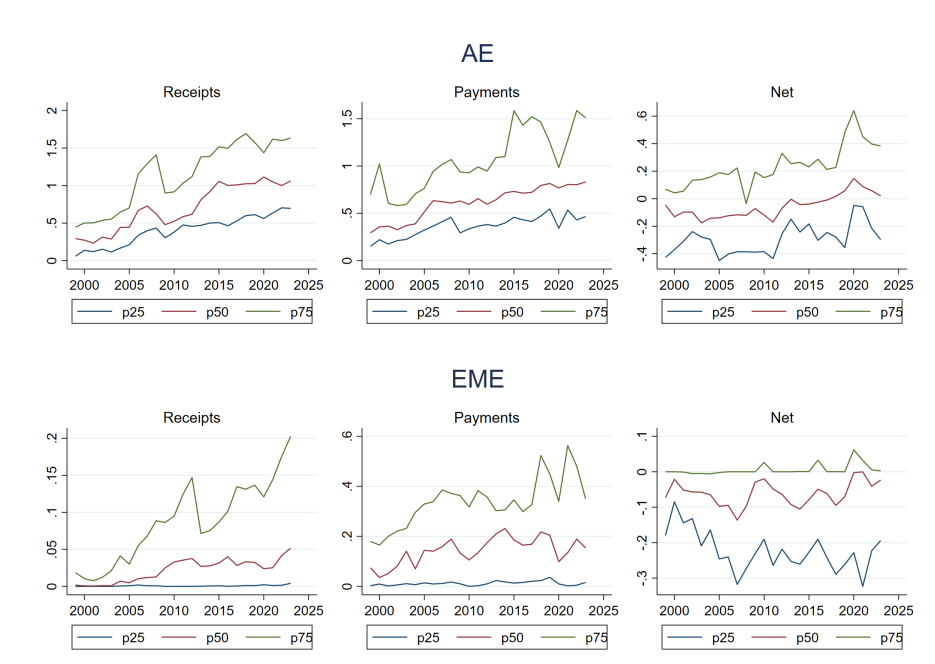 AE
Receipts Payments Net
2 1.5 1 .5 0
1.5 1 .5 0
.6 .4 .2 0 -.2 -.4
2000 2005 2010 2015 2020 2025 2000 2005 2010 2015 2020 2025 2000 2005 2010 2015 2020 2025
p25 p50 p75 p25 p50 p75 p25 p50 p75
EME
Receipts Payments Net
.2 .15 .1 .05 0
.6 .4 .2 0
.1 0 -.1 -.2 -.3
2000 2005 2010 2015 2020 2025 2000 2005 2010 2015 2020 2025 2000 2005 2010 2015 2020 2025
p25 p50 p75 p25 p50 p75 p25 p50 p75